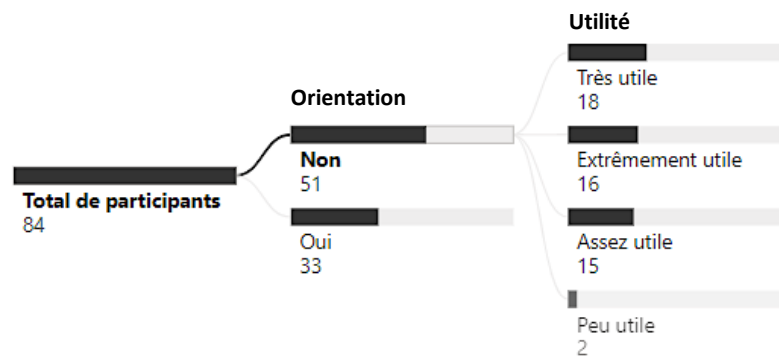 Utilité
Très utile
18
Orientation
Extrêmement utile
16
Non
51
Total de participants
84
Assez utile
15
Oui
33
Peu utile
2